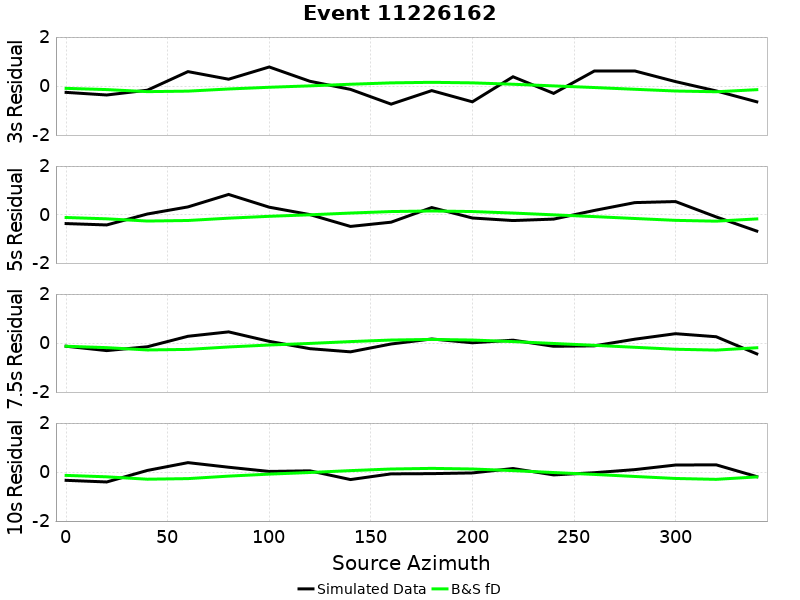 Event 11226162
3s Residual
2
0
-2
5s Residual
2
0
-2
7.5s Residual
2
0
-2
10s Residual
2
0
-2
0 50 100 150 200 250 300
Source Azimuth
Simulated Data B&S fD